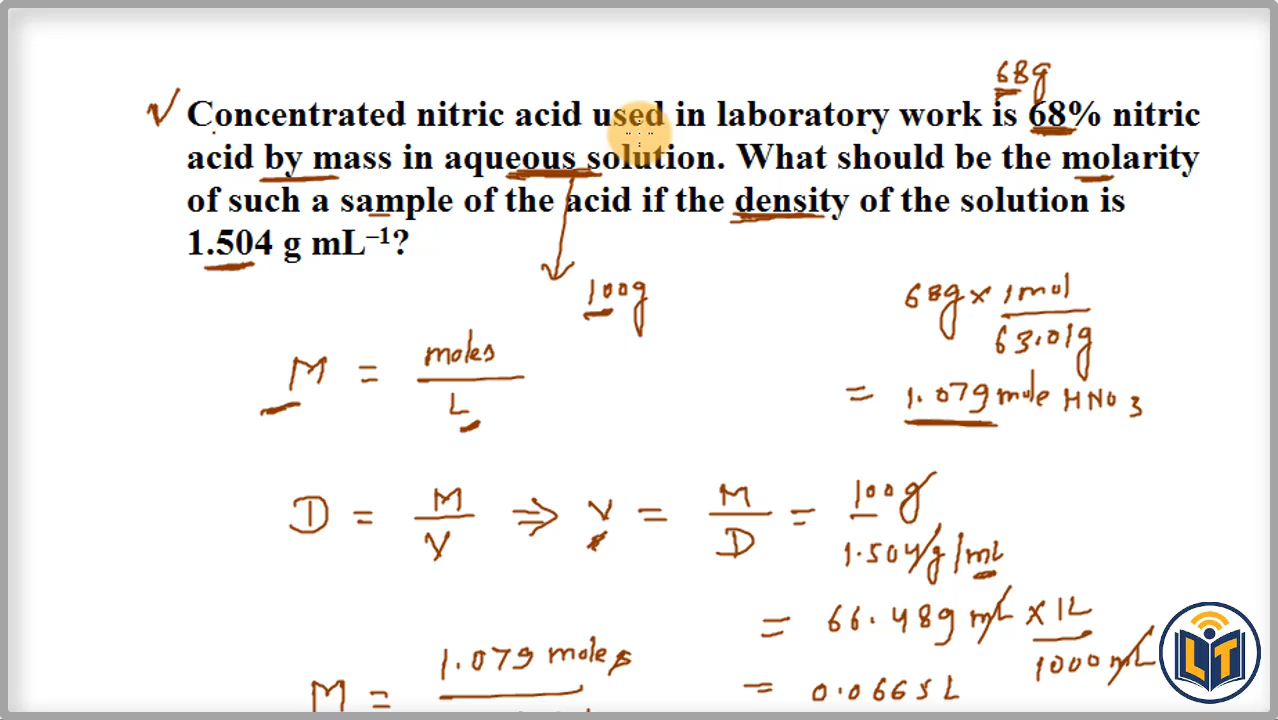 68g
✓ Concentrated nitric acid used in laboratory work is 68% nitric
acid by mass in aqueous solution. What should be the molarity
of such a sample of the acid if the density of the solution is
1.504 g mL⁻¹?
100g
68g × 1mol / 63.01g
M = moles / L
= 1.079 mole HNO3
D = M / V ⇒ V = M / D = 100g / 1.504 g/mL
= 66.489 mL × 1L / 1000 mL
M = 1.079 moles
= 0.0665 L
LT